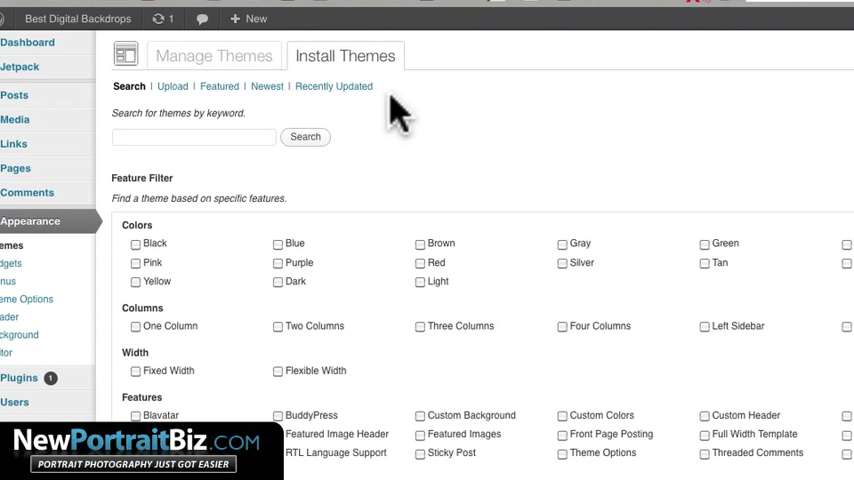 Best Digital Backdrops 1 + New
Dashboard
Jetpack
Posts
Media
Links
Pages
Comments
Appearance
emes
dgets
nus
eme Options
ader
ckground
itor
Plugins 1
Users
Manage Themes Install Themes
Search | Upload | Featured | Newest | Recently Updated
Search for themes by keyword.
Search
Feature Filter
Find a theme based on specific features.
Colors
Black Blue Brown Gray Green
Pink Purple Red Silver Tan
Yellow Dark Light
Columns
One Column Two Columns Three Columns Four Columns Left Sidebar
Width
Fixed Width Flexible Width
Features
Blavatar BuddyPress Custom Background Custom Colors Custom Header
Featured Image Header Featured Images Front Page Posting Full Width Template
RTL Language Support Sticky Post Theme Options Threaded Comments
NewPortraitBiz.COM
PORTRAIT PHOTOGRAPHY JUST GOT EASIER